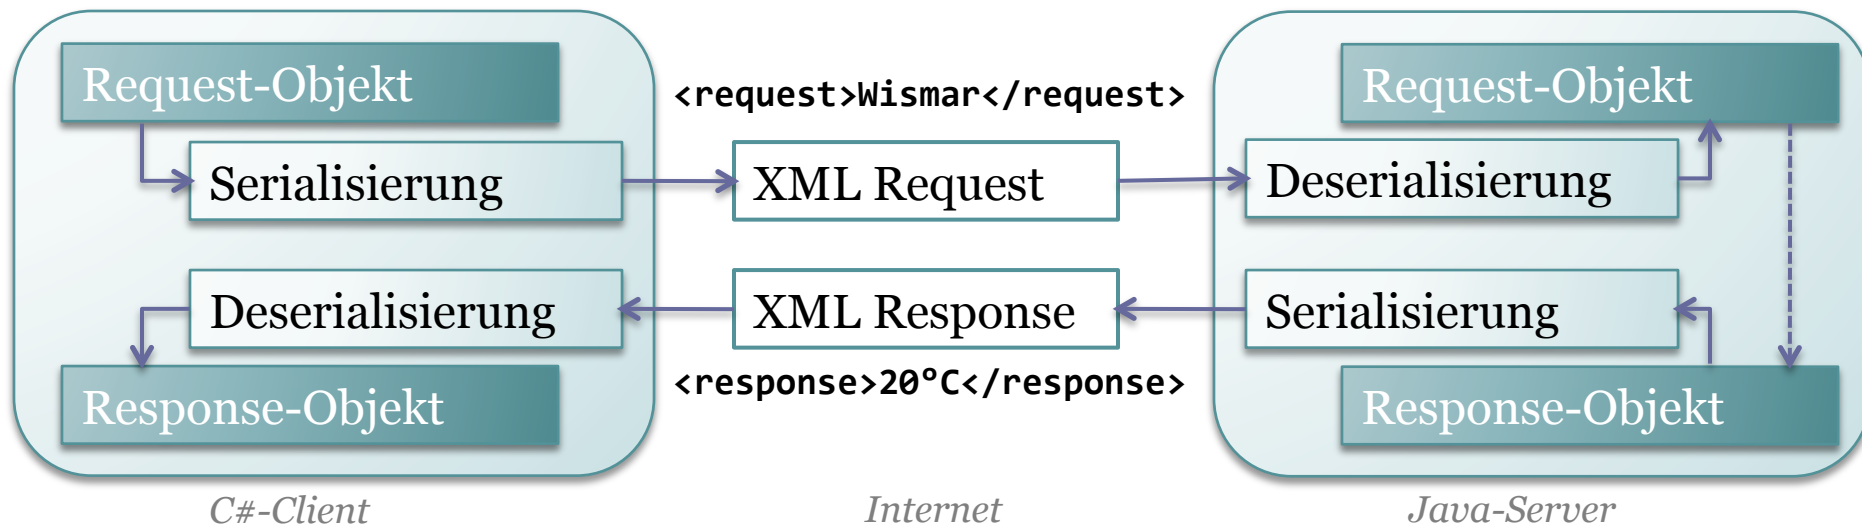 Request-Objekt
<request>Wismar</request>
Request-Objekt
Serialisierung
XML Request
Deserialisierung
Deserialisierung
XML Response
Serialisierung
Response-Objekt
<response>20°C</response>
Response-Objekt
C#-Client
Internet
Java-Server